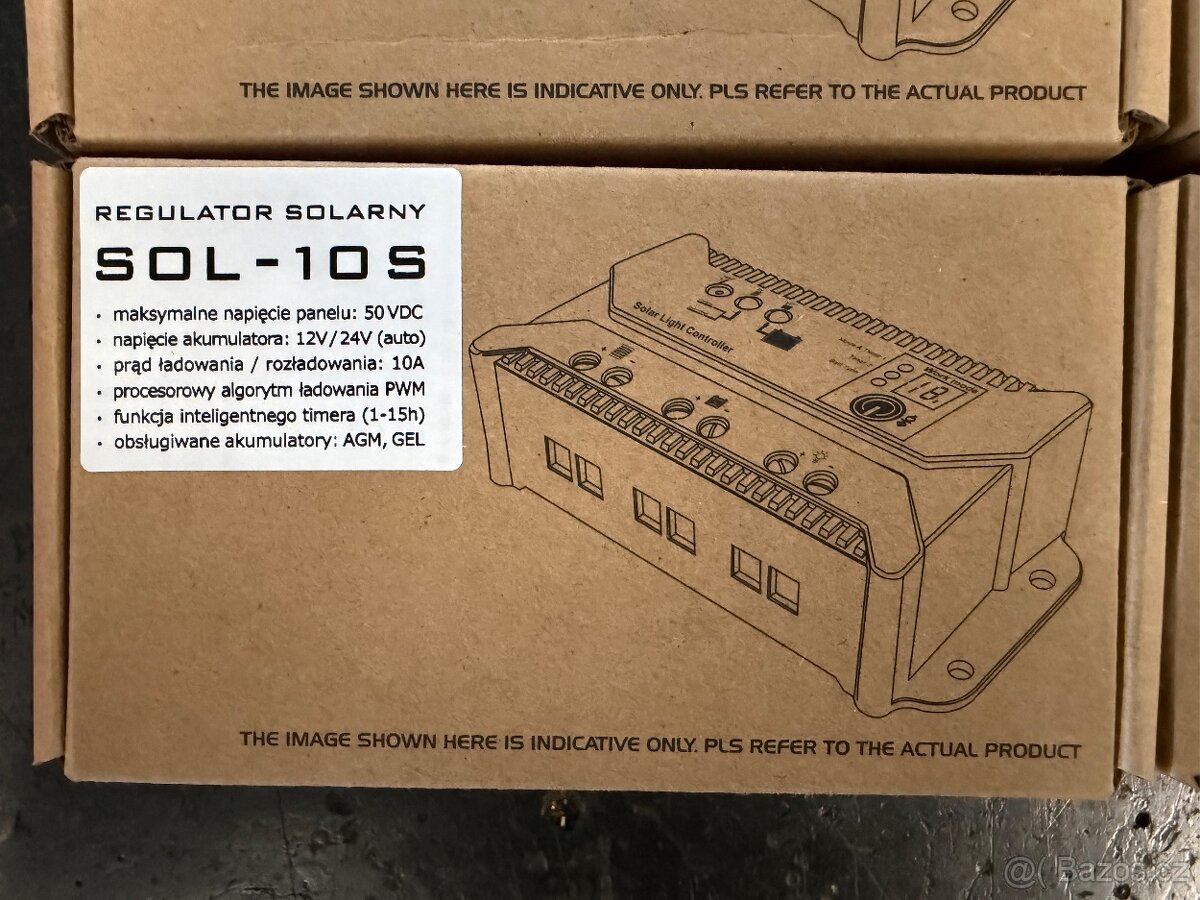 THE IMAGE SHOWN HERE IS INDICATIVE ONLY. PLS REFER TO THE ACTUAL PRODUCT
REGULATOR SOLARNY
SOL-10S
• maksymalne napięcie panelu: 50VDC
• napięcie akumulatora: 12V/24V (auto)
• prąd ładowania / rozładowania: 10A
• procesorowy algorytm ładowania PWM
• funkcja inteligentnego timera (1-15h)
• obsługiwane akumulatory: AGM, GEL
Solar Light Controller
Work mode
18.
THE IMAGE SHOWN HERE IS INDICATIVE ONLY. PLS REFER TO THE ACTUAL PRODUCT
@ Bazos.cz